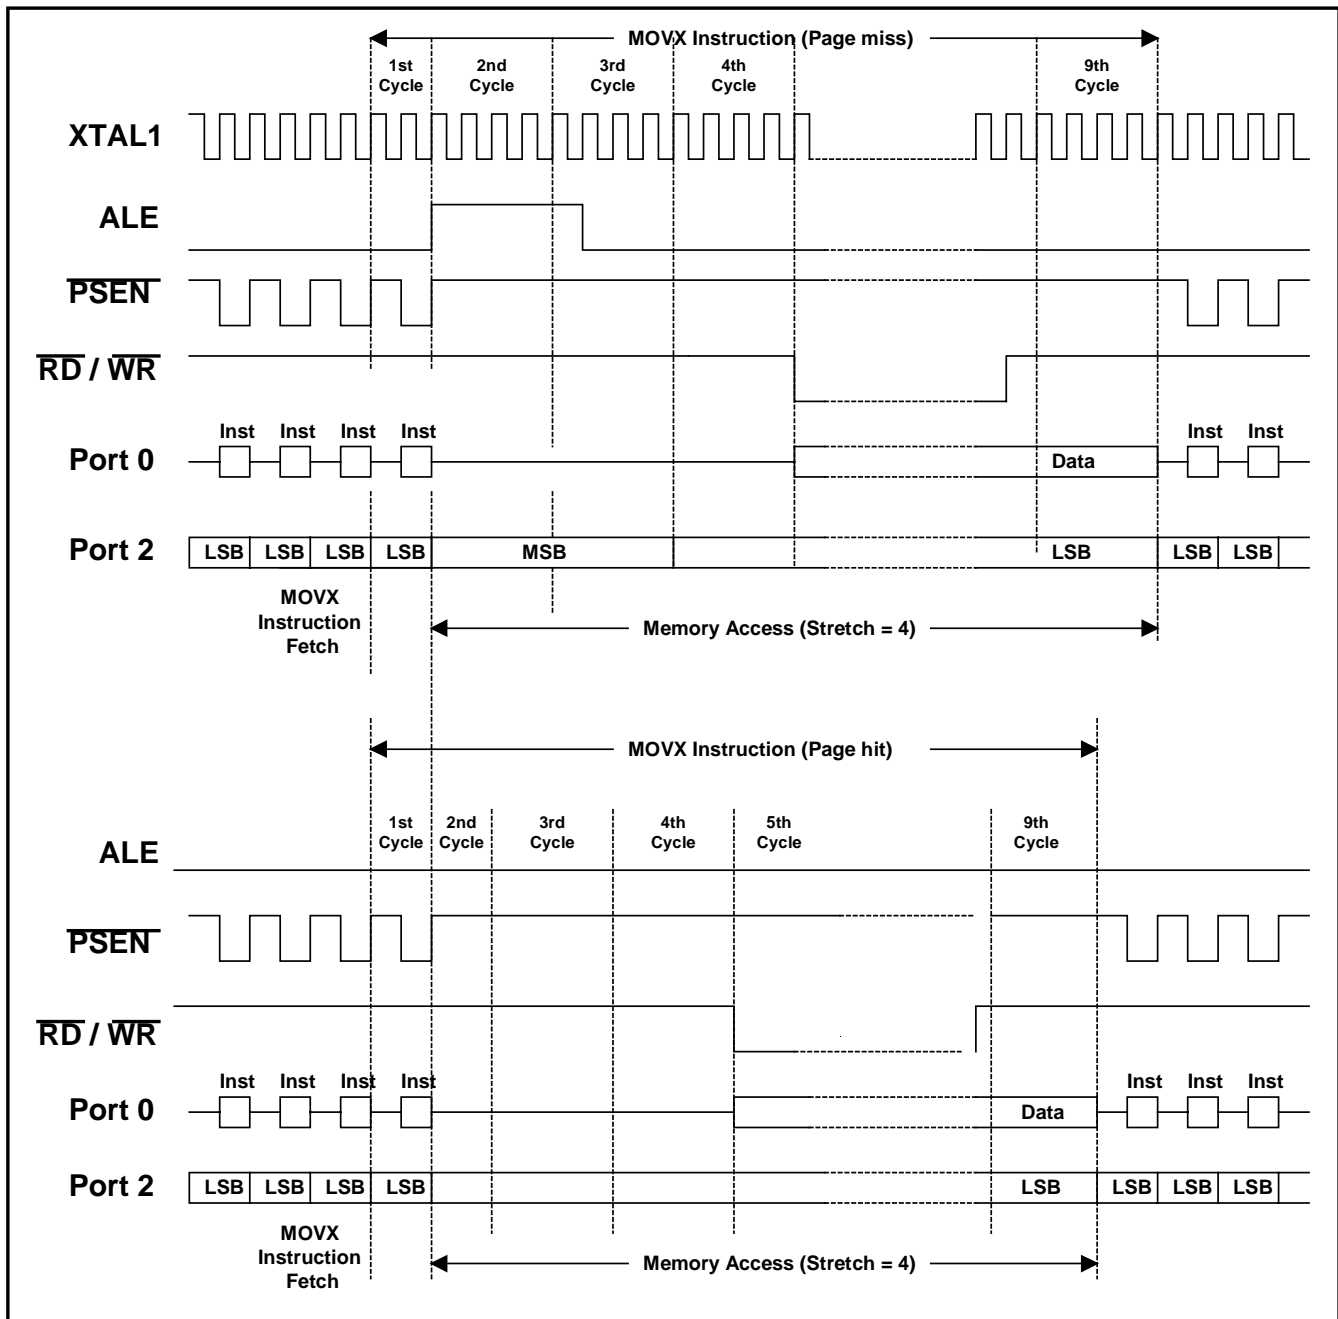 MOVX Instruction (Page miss)
1st Cycle
2nd Cycle
3rd Cycle
4th Cycle
9th Cycle
XTAL1
ALE
PSEN
RD / WR
Inst Inst Inst Inst Inst Inst
Port 0
Data
Port 2
LSB LSB LSB LSB MSB LSB LSB LSB
MOVX
Instruction
Fetch
Memory Access (Stretch = 4)
MOVX Instruction (Page hit)
1st Cycle
2nd Cycle
3rd Cycle
4th Cycle
5th Cycle
9th Cycle
ALE
PSEN
RD / WR
Inst Inst Inst Inst Inst Inst Inst
Port 0
Data
Port 2
LSB LSB LSB LSB LSB LSB LSB LSB
MOVX
Instruction
Fetch
Memory Access (Stretch = 4)